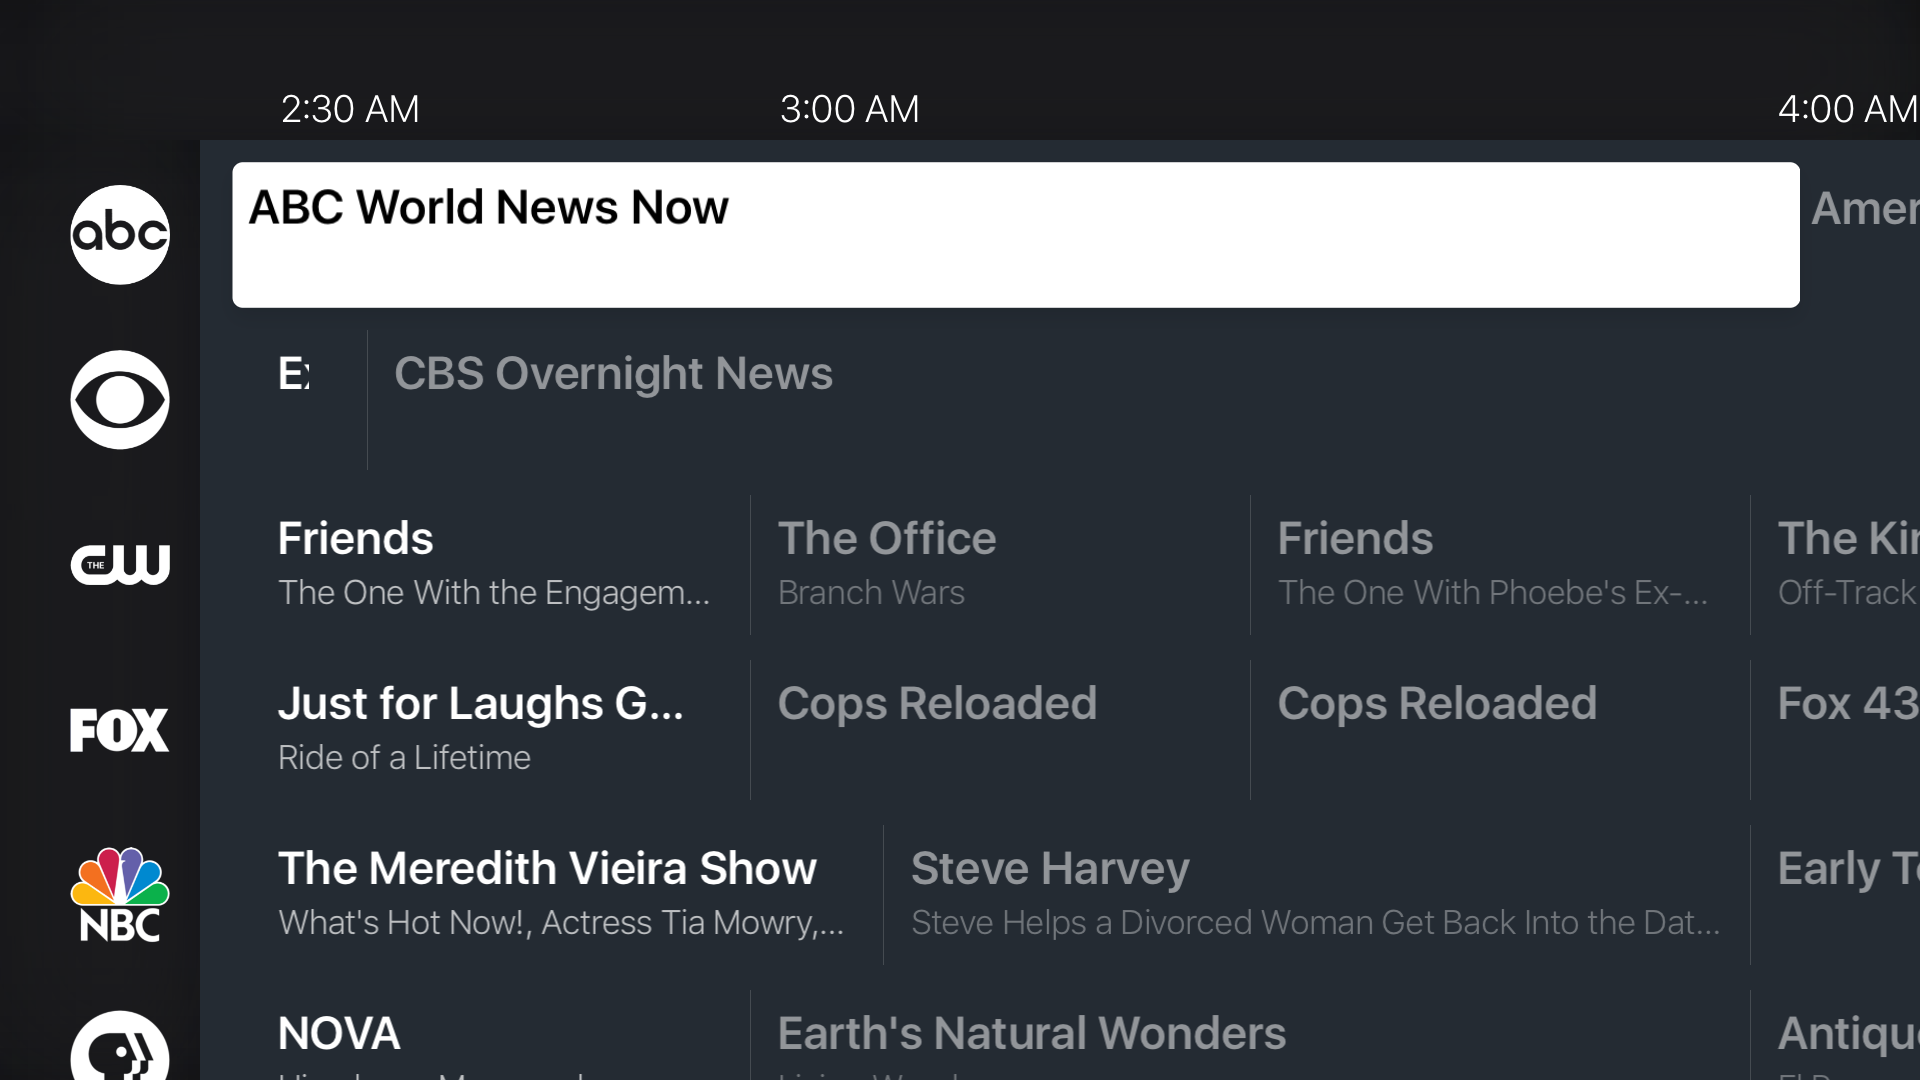 2:30 AM 3:00 AM 4:00 AM
abc ABC World News Now Amer
CBS Overnight News
THE CW Friends The Office Friends The Kin
The One With the Engagem... Branch Wars The One With Phoebe's Ex-... Off-Track
FOX Just for Laughs G... Cops Reloaded Cops Reloaded Fox 43
Ride of a Lifetime
The Meredith Vieira Show Steve Harvey Early To
NBC What's Hot Now!, Actress Tia Mowry,... Steve Helps a Divorced Woman Get Back Into the Dat...
NOVA Earth's Natural Wonders Antiqu